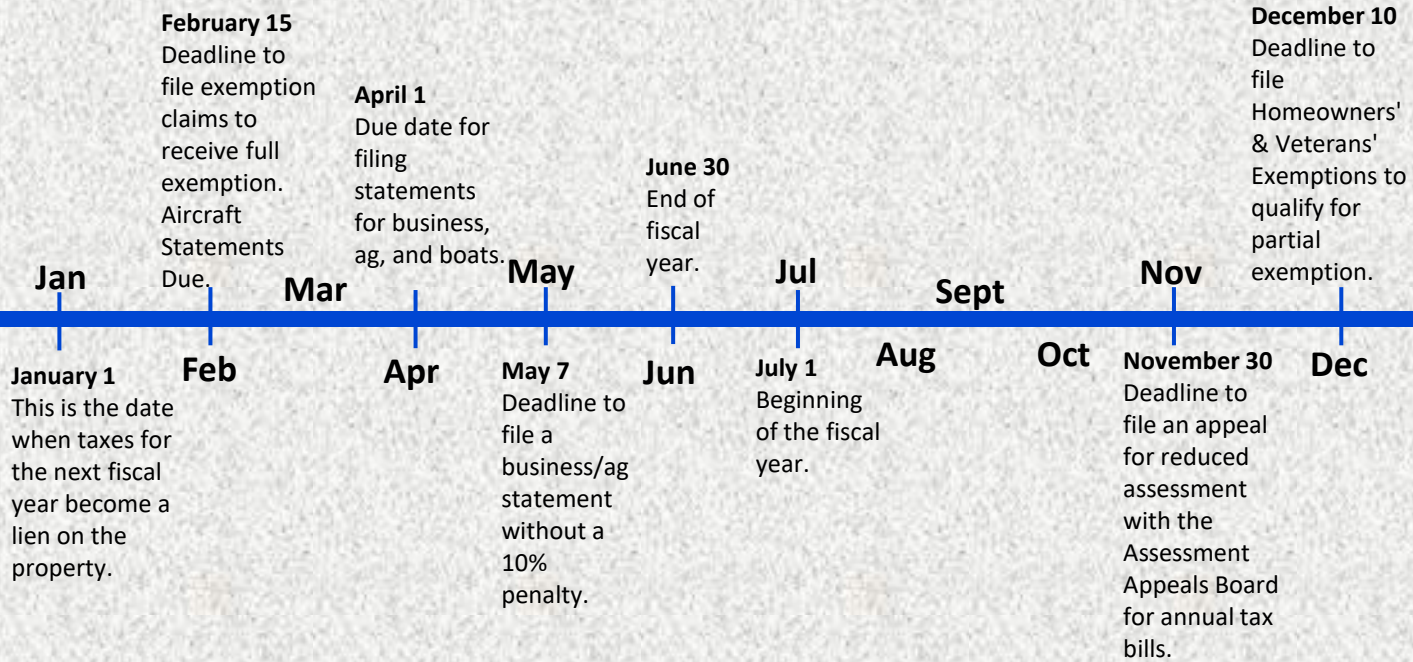 February 15
Deadline to
file exemption
claims to
receive full
exemption.
Aircraft
Statements
Due.
April 1
Due date for
filing
statements
for business,
ag, and boats.
June 30
End of
fiscal
year.
December 10
Deadline to
file
Homeowners'
& Veterans'
Exemptions to
qualify for
partial
exemption.
Jan
Mar
May
Jul
Sept
Nov
Feb
Apr
Jun
Aug
Oct
Dec
January 1
This is the date
when taxes for
the next fiscal
year become a
lien on the
property.
May 7
Deadline to
file a
business/ag
statement
without a
10%
penalty.
July 1
Beginning
of the fiscal
year.
November 30
Deadline to
file an appeal
for reduced
assessment
with the
Assessment
Appeals Board
for annual tax
bills.